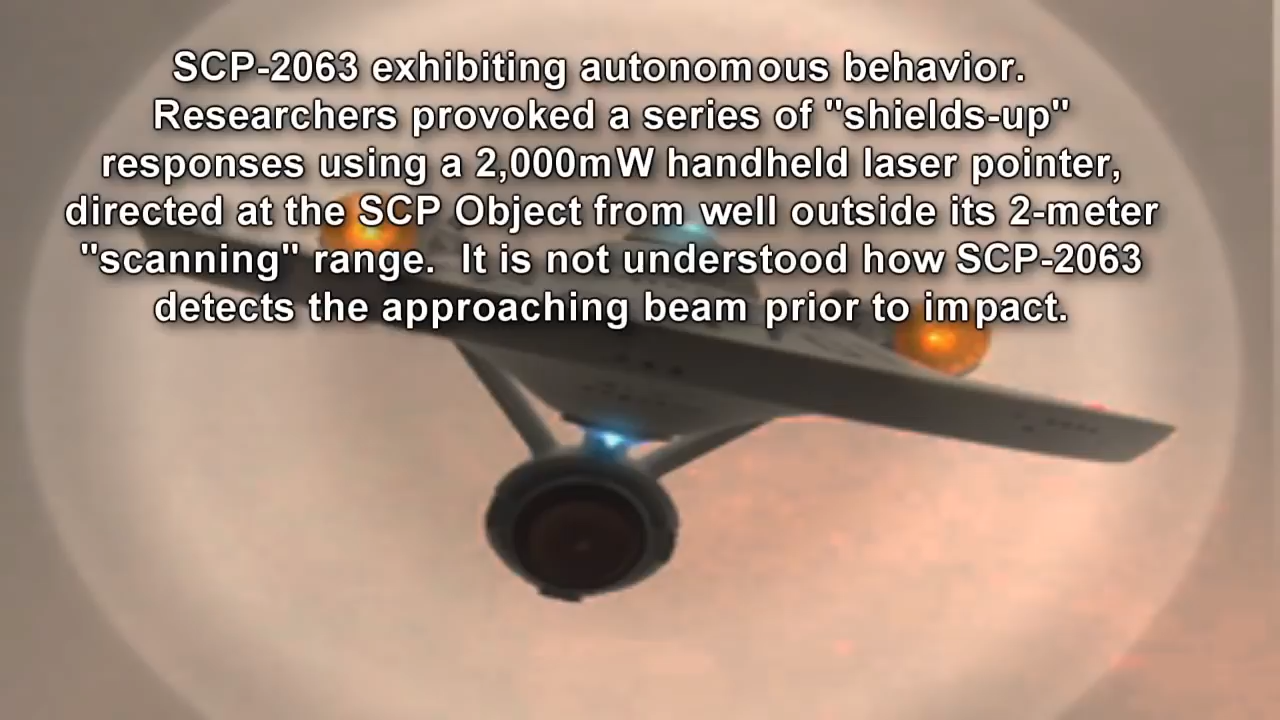 SCP-2063 exhibiting autonomous behavior.
Researchers provoked a series of "shields-up"
responses using a 2,000mW handheld laser pointer,
directed at the SCP Object from well outside its 2-meter
"scanning" range.  It is not understood how SCP-2063
detects the approaching beam prior to impact.